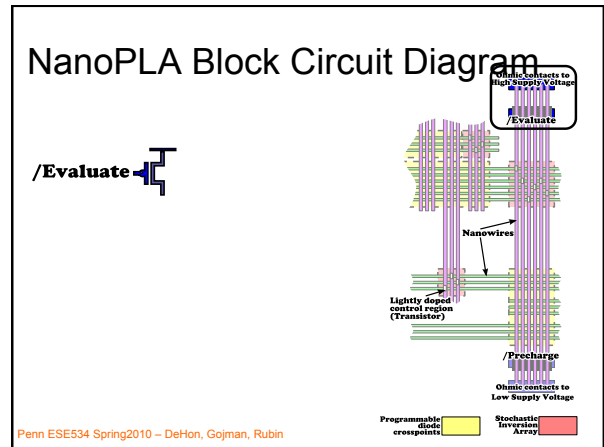 NanoPLA Block Circuit Diagram
Ohmic contacts to
High Supply Voltage
/Evaluate
/Evaluate
Nanowires
Lightly doped
control region
(Transistor)
/Precharge
Ohmic contacts to
Low Supply Voltage
Programmable
diode
crosspoints
Stochastic
Inversion
Array
Penn ESE534 Spring2010 – DeHon, Gojman, Rubin